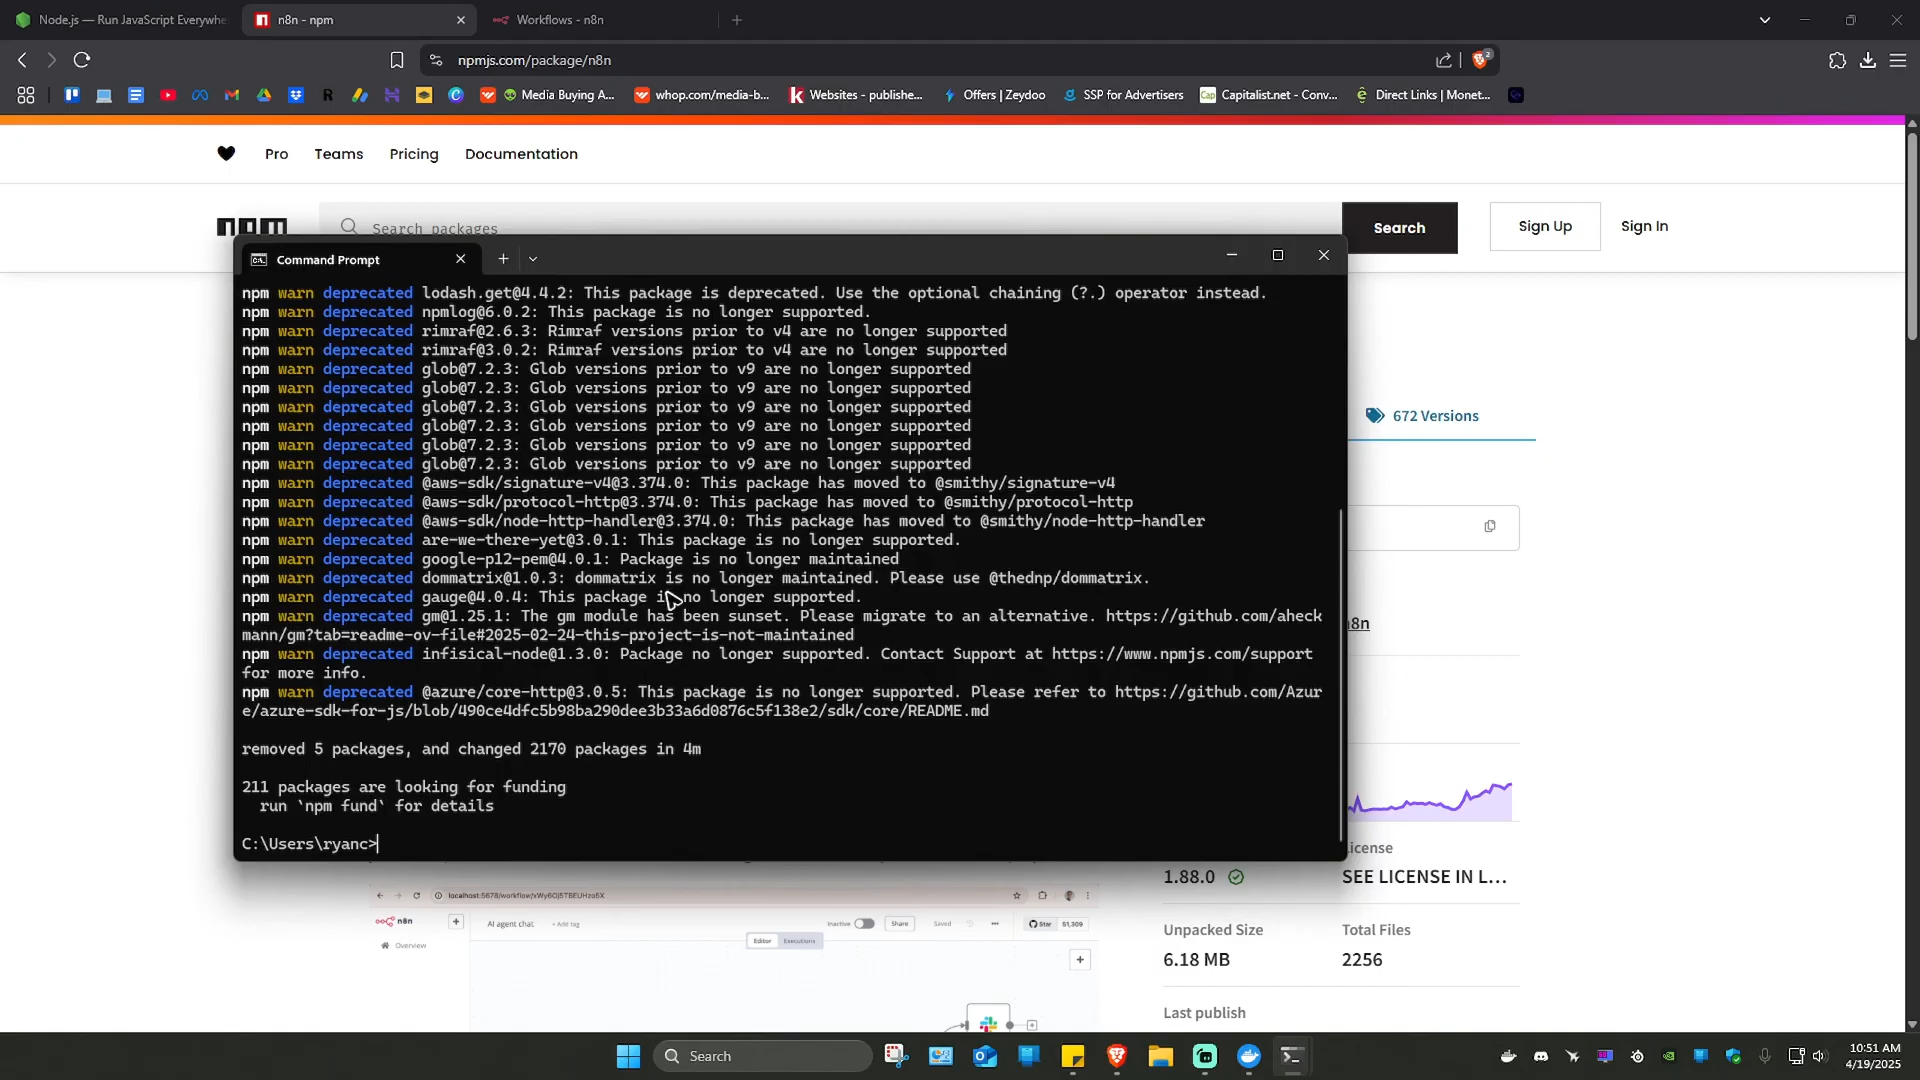 Node.js — Run JavaScript Everywhe
n8n - npm
Workflows - n8n
npmjs.com/package/n8n
2
Media Buying A...
whop.com/media-b...
Websites - publishe...
Offers | Zeydoo
SSP for Advertisers
Capitalist.net - Conv...
Direct Links | Monet...
Pro
Teams
Pricing
Documentation
npm
Search packages
Search
Sign Up
Sign In
Command Prompt
npm warn deprecated lodash.get@4.4.2: This package is deprecated. Use the optional chaining (?.) operator instead.
npm warn deprecated npmlog@6.0.2: This package is no longer supported.
npm warn deprecated rimraf@2.6.3: Rimraf versions prior to v4 are no longer supported
npm warn deprecated rimraf@3.0.2: Rimraf versions prior to v4 are no longer supported
npm warn deprecated glob@7.2.3: Glob versions prior to v9 are no longer supported
npm warn deprecated glob@7.2.3: Glob versions prior to v9 are no longer supported
npm warn deprecated glob@7.2.3: Glob versions prior to v9 are no longer supported
npm warn deprecated glob@7.2.3: Glob versions prior to v9 are no longer supported
npm warn deprecated glob@7.2.3: Glob versions prior to v9 are no longer supported
npm warn deprecated glob@7.2.3: Glob versions prior to v9 are no longer supported
npm warn deprecated @aws-sdk/signature-v4@3.374.0: This package has moved to @smithy/signature-v4
npm warn deprecated @aws-sdk/protocol-http@3.374.0: This package has moved to @smithy/protocol-http
npm warn deprecated @aws-sdk/node-http-handler@3.374.0: This package has moved to @smithy/node-http-handler
npm warn deprecated are-we-there-yet@3.0.1: This package is no longer supported.
npm warn deprecated google-p12-pem@4.0.1: Package is no longer maintained
npm warn deprecated dommatrix@1.0.3: dommatrix is no longer maintained. Please use @thednp/dommatrix.
npm warn deprecated gauge@4.0.4: This package is no longer supported.
npm warn deprecated gm@1.25.1: The gm module has been sunset. Please migrate to an alternative. https://github.com/aheck
mann/gm?tab=readme-ov-file#2025-02-24-this-project-is-not-maintained
npm warn deprecated infisical-node@1.3.0: Package no longer supported. Contact Support at https://www.npmjs.com/support
for more info.
npm warn deprecated @azure/core-http@3.0.5: This package is no longer supported. Please refer to https://github.com/Azur
e/azure-sdk-for-js/blob/490ce4dfc5b98ba290dee3b33a6d0876c5f138e2/sdk/core/README.md
removed 5 packages, and changed 2170 packages in 4m
211 packages are looking for funding
run `npm fund` for details
C:\Users\ryanc>
672 Versions
n8n
License
1.88.0
SEE LICENSE IN L...
Unpacked Size
Total Files
6.18 MB
2256
Last publish
localhost:5678/workflow/xWy6Oj5TBEUHzo5X
n8n
AI agent chat
+ Add tag
Inactive
Share
Saved
Star
51,309
Overview
Editor
Executions
Search
10:51 AM
4/19/2025